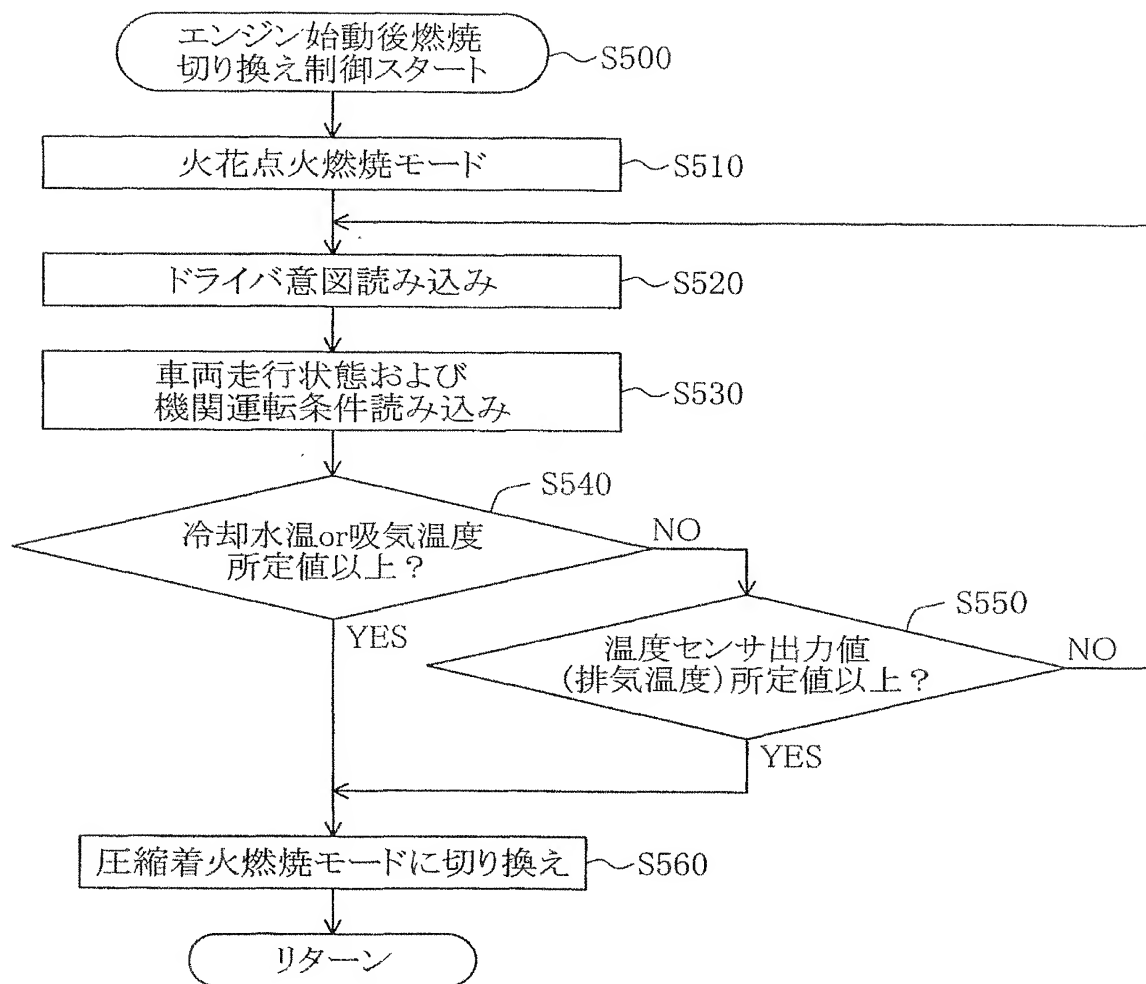 エンジン始動後燃焼
切り換え制御スタート
S500
火花点火燃焼モード
S510
ドライバ意図読み込み
S520
車両走行状態および
機関運転条件読み込み
S530
S540
冷却水温or吸気温度
所定値以上？
NO
YES
S550
温度センサ出力値
(排気温度)所定値以上？
NO
YES
圧縮着火燃焼モードに切り換え
S560
リターン